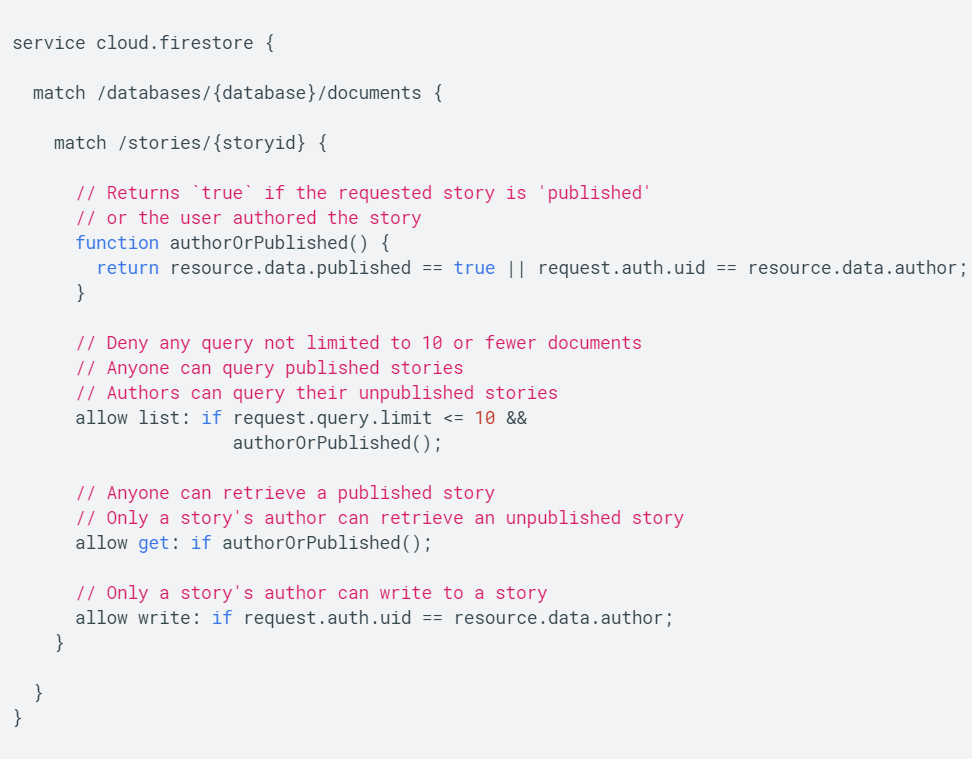 service cloud.firestore {
match /databases/{database}/documents {
match /stories/{storyid} {
// Returns `true` if the requested story is 'published'
// or the user authored the story
function authorOrPublished() {
return resource.data.published == true || request.auth.uid == resource.data.author;
}
// Deny any query not limited to 10 or fewer documents
// Anyone can query published stories
// Authors can query their unpublished stories
allow list: if request.query.limit <= 10 &&
authorOrPublished();
// Anyone can retrieve a published story
// Only a story's author can retrieve an unpublished story
allow get: if authorOrPublished();
// Only a story's author can write to a story
allow write: if request.auth.uid == resource.data.author;
}
}
}